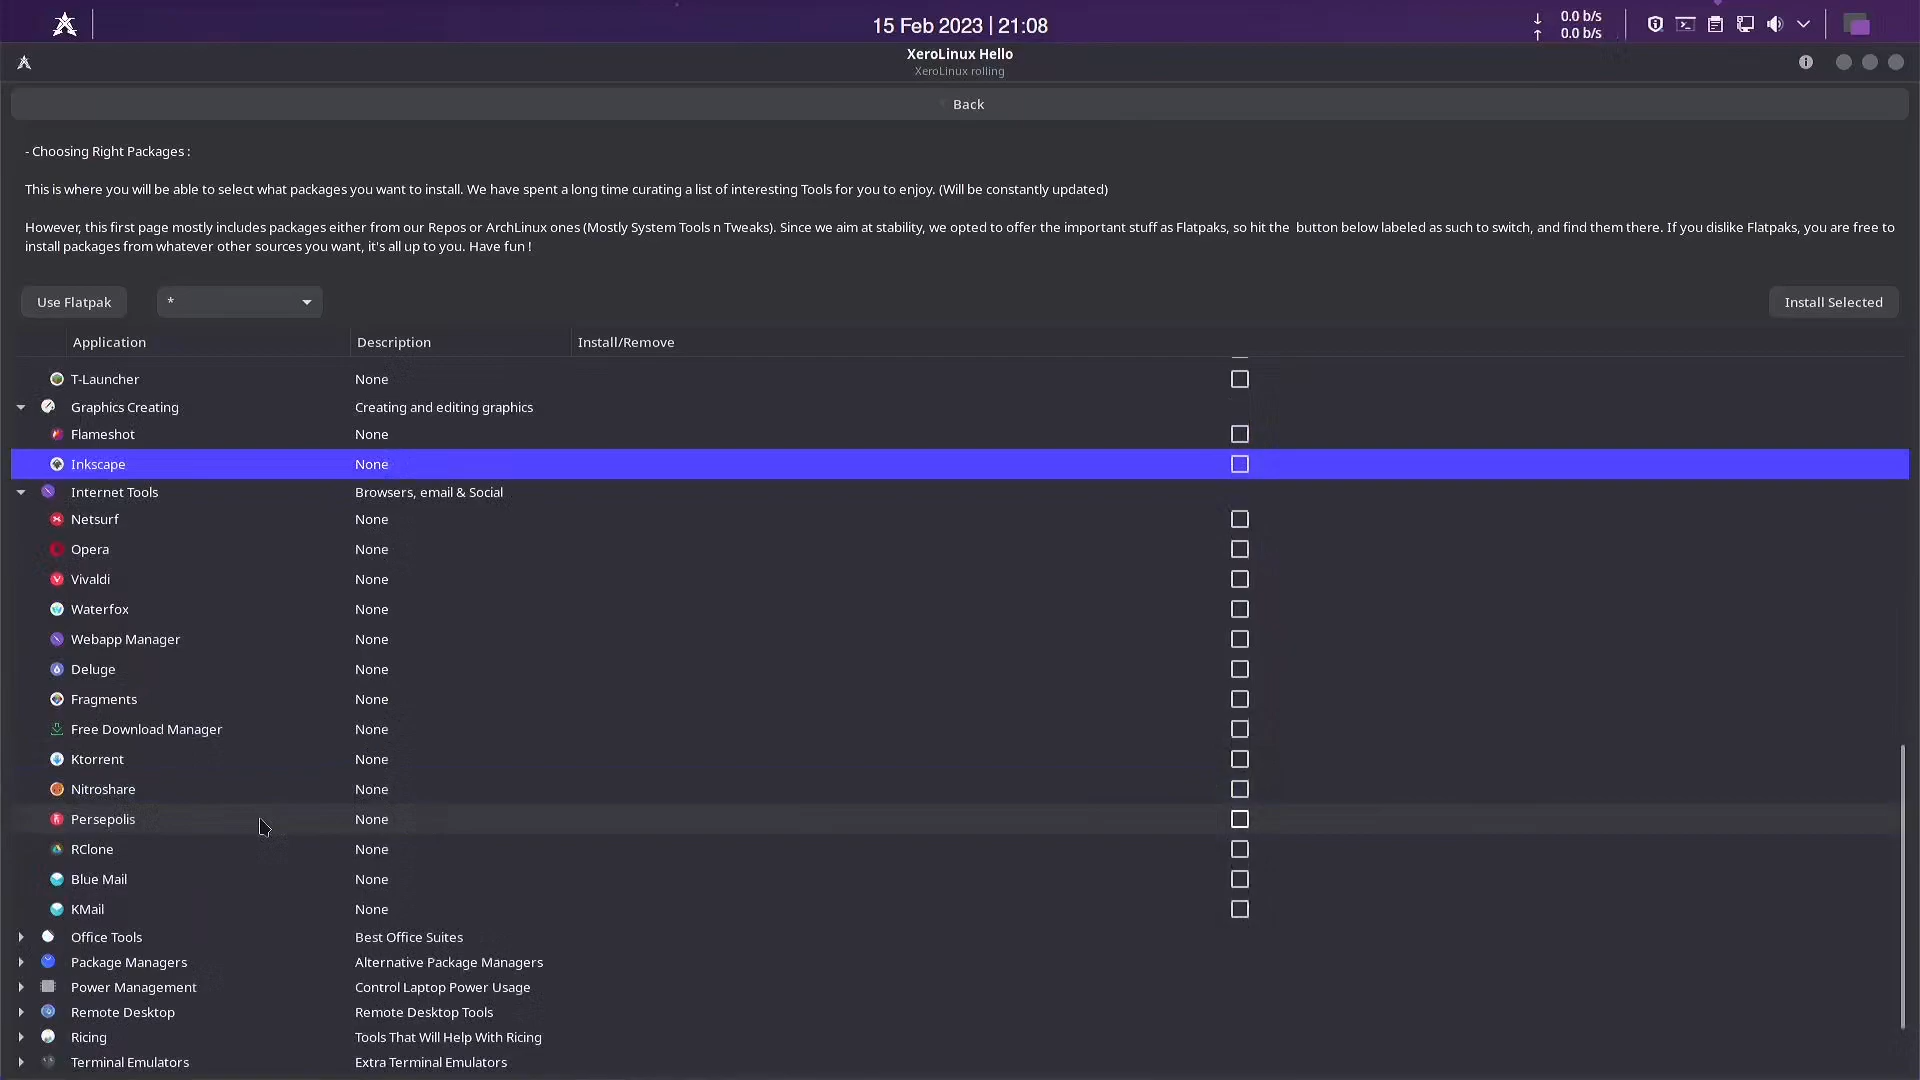 15 Feb 2023 | 21:08
↓ 0.0 b/s
↑ 0.0 b/s
XeroLinux Hello
XeroLinux rolling
Back
- Choosing Right Packages :
This is where you will be able to select what packages you want to install. We have spent a long time curating a list of interesting Tools for you to enjoy. (Will be constantly updated)
However, this first page mostly includes packages either from our Repos or ArchLinux ones (Mostly System Tools n Tweaks). Since we aim at stability, we opted to offer the important stuff as Flatpaks, so hit the  button below labeled as such to switch, and find them there. If you dislike Flatpaks, you are free to
install packages from whatever other sources you want, it's all up to you. Have fun !
Use Flatpak * Install Selected
Application Description Install/Remove
T-Launcher None
Graphics Creating Creating and editing graphics
Flameshot None
Inkscape None
Internet Tools Browsers, email & Social
Netsurf None
Opera None
Vivaldi None
Waterfox None
Webapp Manager None
Deluge None
Fragments None
Free Download Manager None
Ktorrent None
Nitroshare None
Persepolis None
RClone None
Blue Mail None
KMail None
Office Tools Best Office Suites
Package Managers Alternative Package Managers
Power Management Control Laptop Power Usage
Remote Desktop Remote Desktop Tools
Ricing Tools That Will Help With Ricing
Terminal Emulators Extra Terminal Emulators